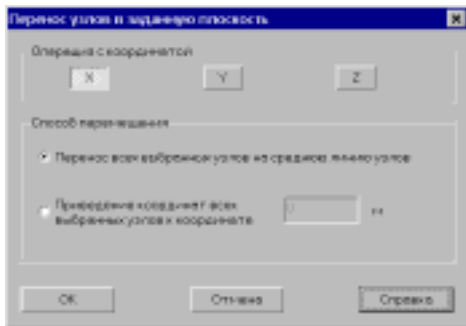 Перенос узлов в заданную плоскость
Операция с координатой
X Y Z
Способ перемещения
Перенос всех выбранных узлов на среднюю линию узлов
Приведение координат всех
выбранных узлов к координате 0 м
OK Отмена Справка